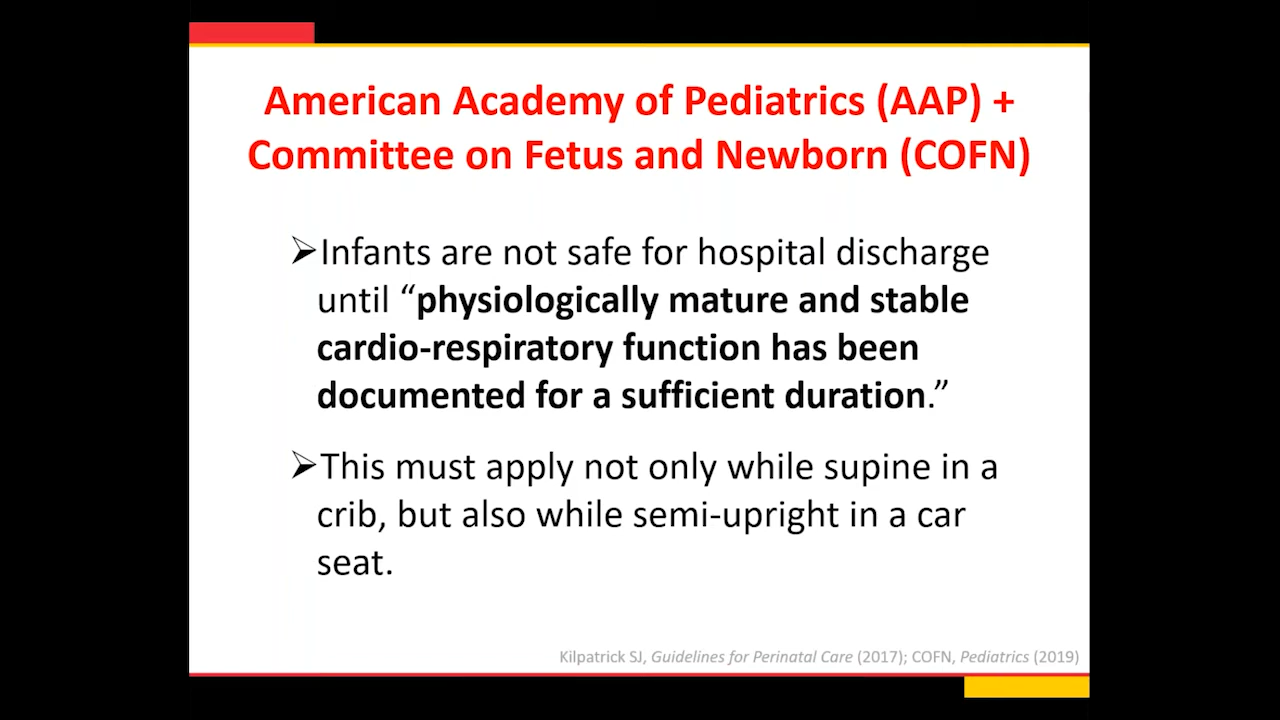 American Academy of Pediatrics (AAP) +
Committee on Fetus and Newborn (COFN)
➢Infants are not safe for hospital discharge
until “physiologically mature and stable
cardio-respiratory function has been
documented for a sufficient duration.”
➢This must apply not only while supine in a
crib, but also while semi-upright in a car
seat.
Kilpatrick SJ, Guidelines for Perinatal Care (2017); COFN, Pediatrics (2019)